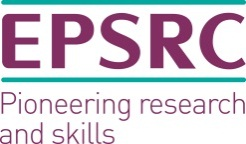 EPSRC
Pioneering research
and skills